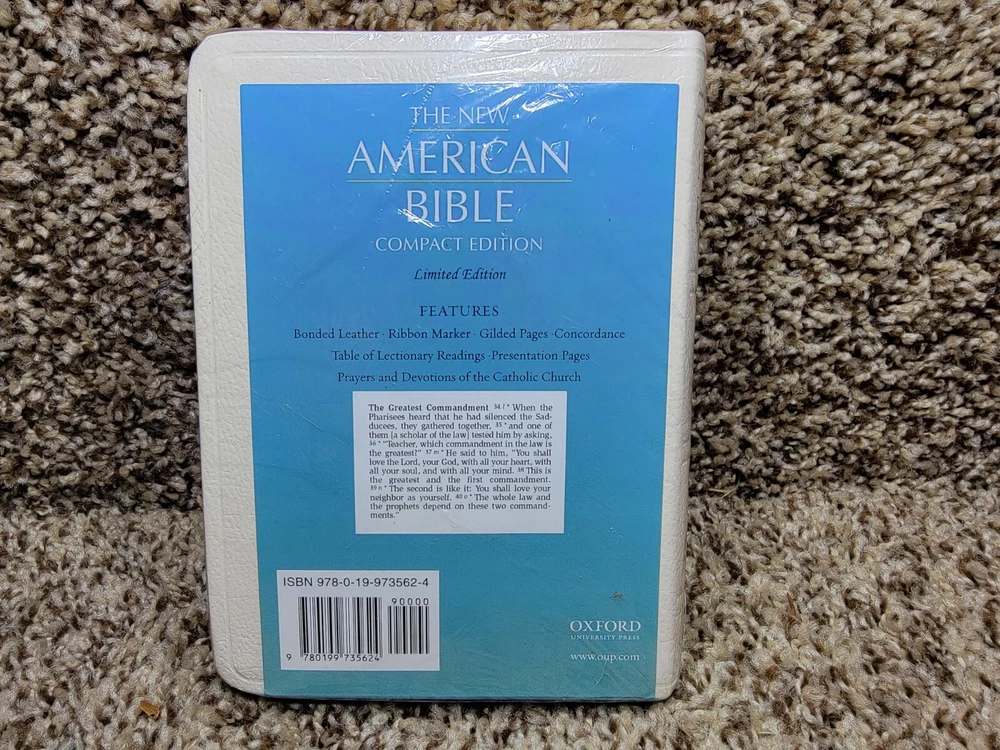 THE NEW
AMERICAN
BIBLE
COMPACT EDITION
Limited Edition
FEATURES
Bonded Leather · Ribbon Marker · Gilded Pages · Concordance
Table of Lectionary Readings · Presentation Pages
Prayers and Devotions of the Catholic Church
The Greatest Commandment 34 l * When the
Pharisees heard that he had silenced the Sad-
ducees, they gathered together, 35 * and one of
them [a scholar of the law] tested him by asking,
36 * “Teacher, which commandment in the law is
the greatest?” 37 m * He said to him, “You shall
love the Lord, your God, with all your heart, with
all your soul, and with all your mind. 38 This is
the greatest and the first commandment.
39 n * The second is like it: You shall love your
neighbor as yourself. 40 o * The whole law and
the prophets depend on these two command-
ments.”
ISBN 978-0-19-973562-4
90000
9 780199 735624
OXFORD
UNIVERSITY PRESS
www.oup.com